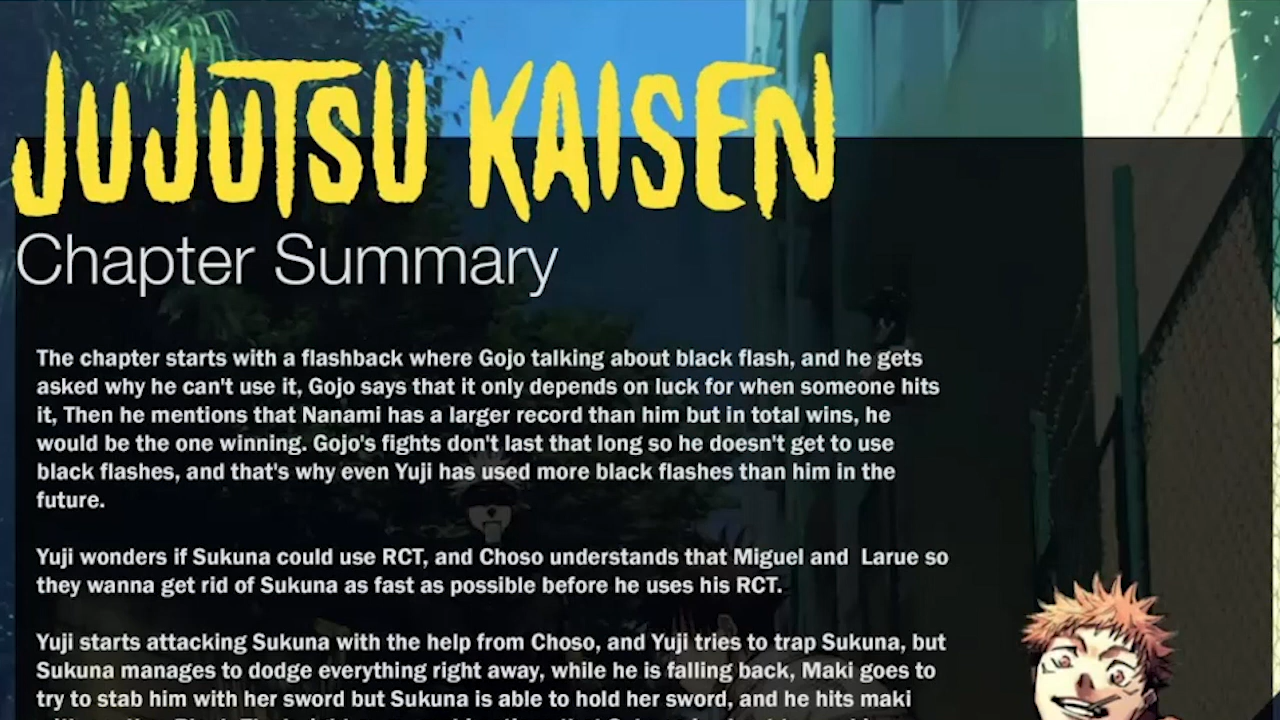 JUJUTSU KAISEN
Chapter Summary
The chapter starts with a flashback where Gojo talking about black flash, and he gets
asked why he can't use it, Gojo says that it only depends on luck for when someone hits
it, Then he mentions that Nanami has a larger record than him but in total wins, he
would be the one winning. Gojo's fights don't last that long so he doesn't get to use
black flashes, and that's why even Yuji has used more black flashes than him in the
future.
Yuji wonders if Sukuna could use RCT, and Choso understands that Miguel and  Larue so
they wanna get rid of Sukuna as fast as possible before he uses his RCT.
Yuji starts attacking Sukuna with the help from Choso, and Yuji tries to trap Sukuna, but
Sukuna manages to dodge everything right away, while he is falling back, Maki goes to
try to stab him with her sword but Sukuna is able to hold her sword, and he hits maki